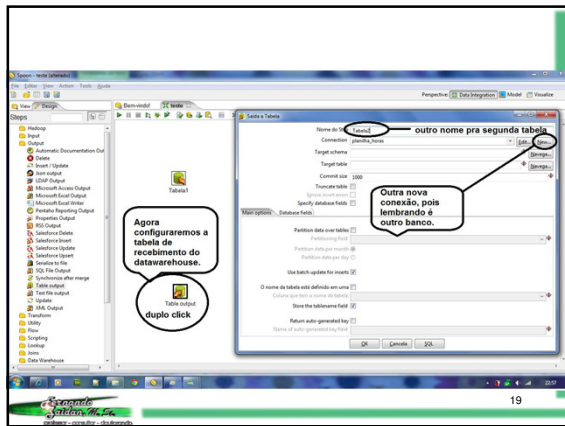 Spoon - teste (alterado)
File Edit View Action Tools Ajuda
Perspective: Data Integration Model Visualize
View Design
Bem-vindo! teste
Steps
Hadoop
Input
Output
Automatic Documentation Out
Delete
Insert / Update
Json output
LDAP Output
Microsoft Access Output
Microsoft Excel Output
Microsoft Excel Writer
Pentaho Reporting Output
Properties Output
RSS Output
Salesforce Delete
Salesforce Insert
Salesforce Update
Salesforce Upsert
Serialize to file
SQL File Output
Synchronize after merge
Table output
Text file output
Update
XML Output
Transform
Utility
Flow
Scripting
Lookup
Joins
Data Warehouse
Tabela1
Agora
configuraremos a
tabela de
recebimento do
datawarehouse.
Table output
duplo click
Saída a Tabela
Nome do Step Tabela2
outro nome pra segunda tabela
Connection planilha_horas Edit... New...
Target schema Navega...
Target table Navega...
Commit size 1000
Truncate table
Ignore insert errors
Specify database fields
Outra nova
conexão, pois
lembrando é
outro banco.
Main options Database fields
Partition data over tables
Partitioning field
Partition data per month
Partition data per day
Use batch update for inserts
O nome da tabela está definido em uma
Coluna que tem o nome da tabela
Store the tablename field
Return auto-generated key
Name of auto-generated key field
OK Cancela SQL
22:57
19
Fernando
Zaidan, M. Sc.
professor - consultor - doutorando